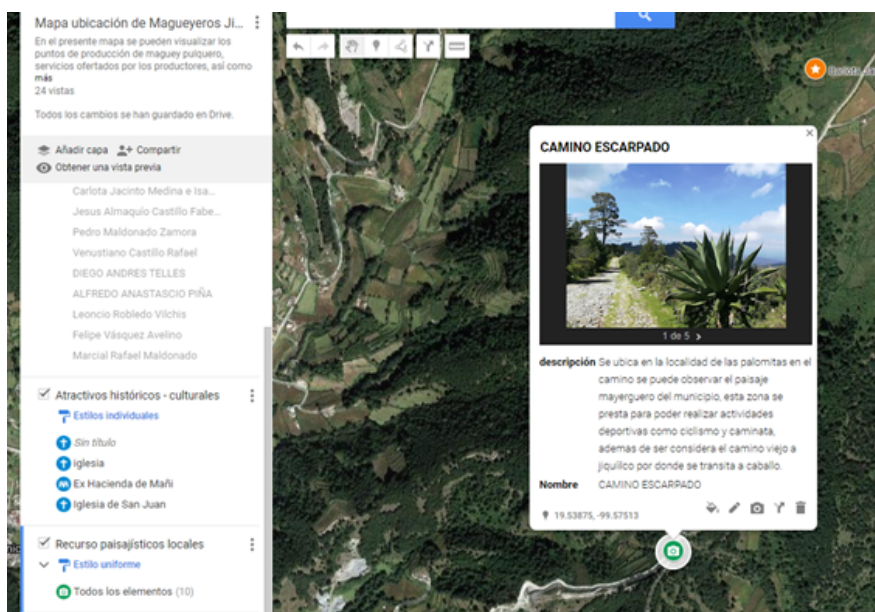 Mapa ubicación de Magueyeros Ji...
En el presente mapa se pueden visualizar los
puntos de producción de maguey pulquero,
servicios ofertados por los productores, así como
más
24 vistas
Todos los cambios se han guardado en Drive.
Añadir capa Compartir
Obtener una vista previa
Carlota Jacinto Medina e Isa...
Jesus Almaquio Castillo Fabe...
Pedro Maldonado Zamora
Venustiano Castillo Rafael
DIEGO ANDRES TELLES
ALFREDO ANASTASCIO PIÑA
Leoncio Robledo Vilchis
Felipe Vásquez Avelino
Marcial Rafael Maldonado
Atractivos históricos - culturales
Estilos individuales
Sin título
iglesia
Ex Hacienda de Mañi
Iglesia de San Juan
Recurso paisajísticos locales
Estilo uniforme
Todos los elementos (10)
Carlota
CAMINO ESCARPADO
1 de 5
descripción Se ubica en la localidad de las palomitas en el
camino se puede observar el paisaje
mayerguero del municipio, esta zona se
presta para poder realizar actividades
deportivas como ciclismo y caminata,
ademas de ser considera el camino viejo a
jiquilco por donde se transita a caballo.
Nombre CAMINO ESCARPADO
19.53875, -99.57513